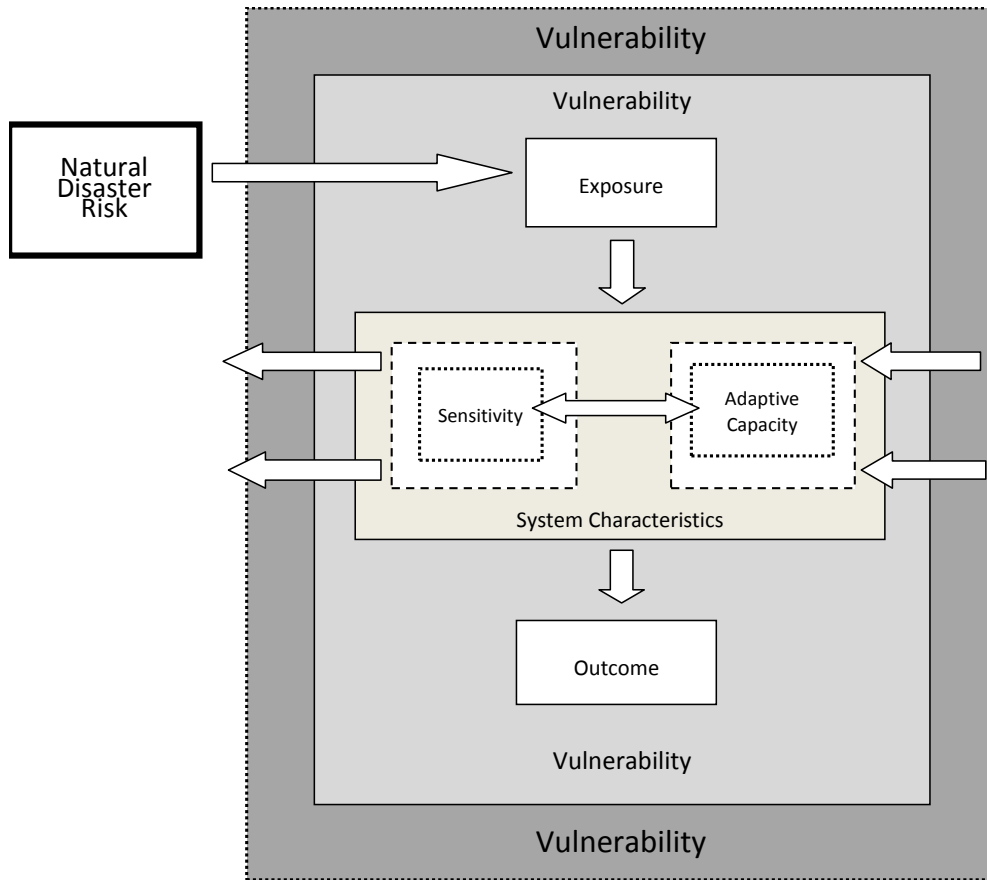 Vulnerability
Vulnerability
Natural
Disaster
Risk
Exposure
Sensitivity
Adaptive
Capacity
System Characteristics
Outcome
Vulnerability
Vulnerability